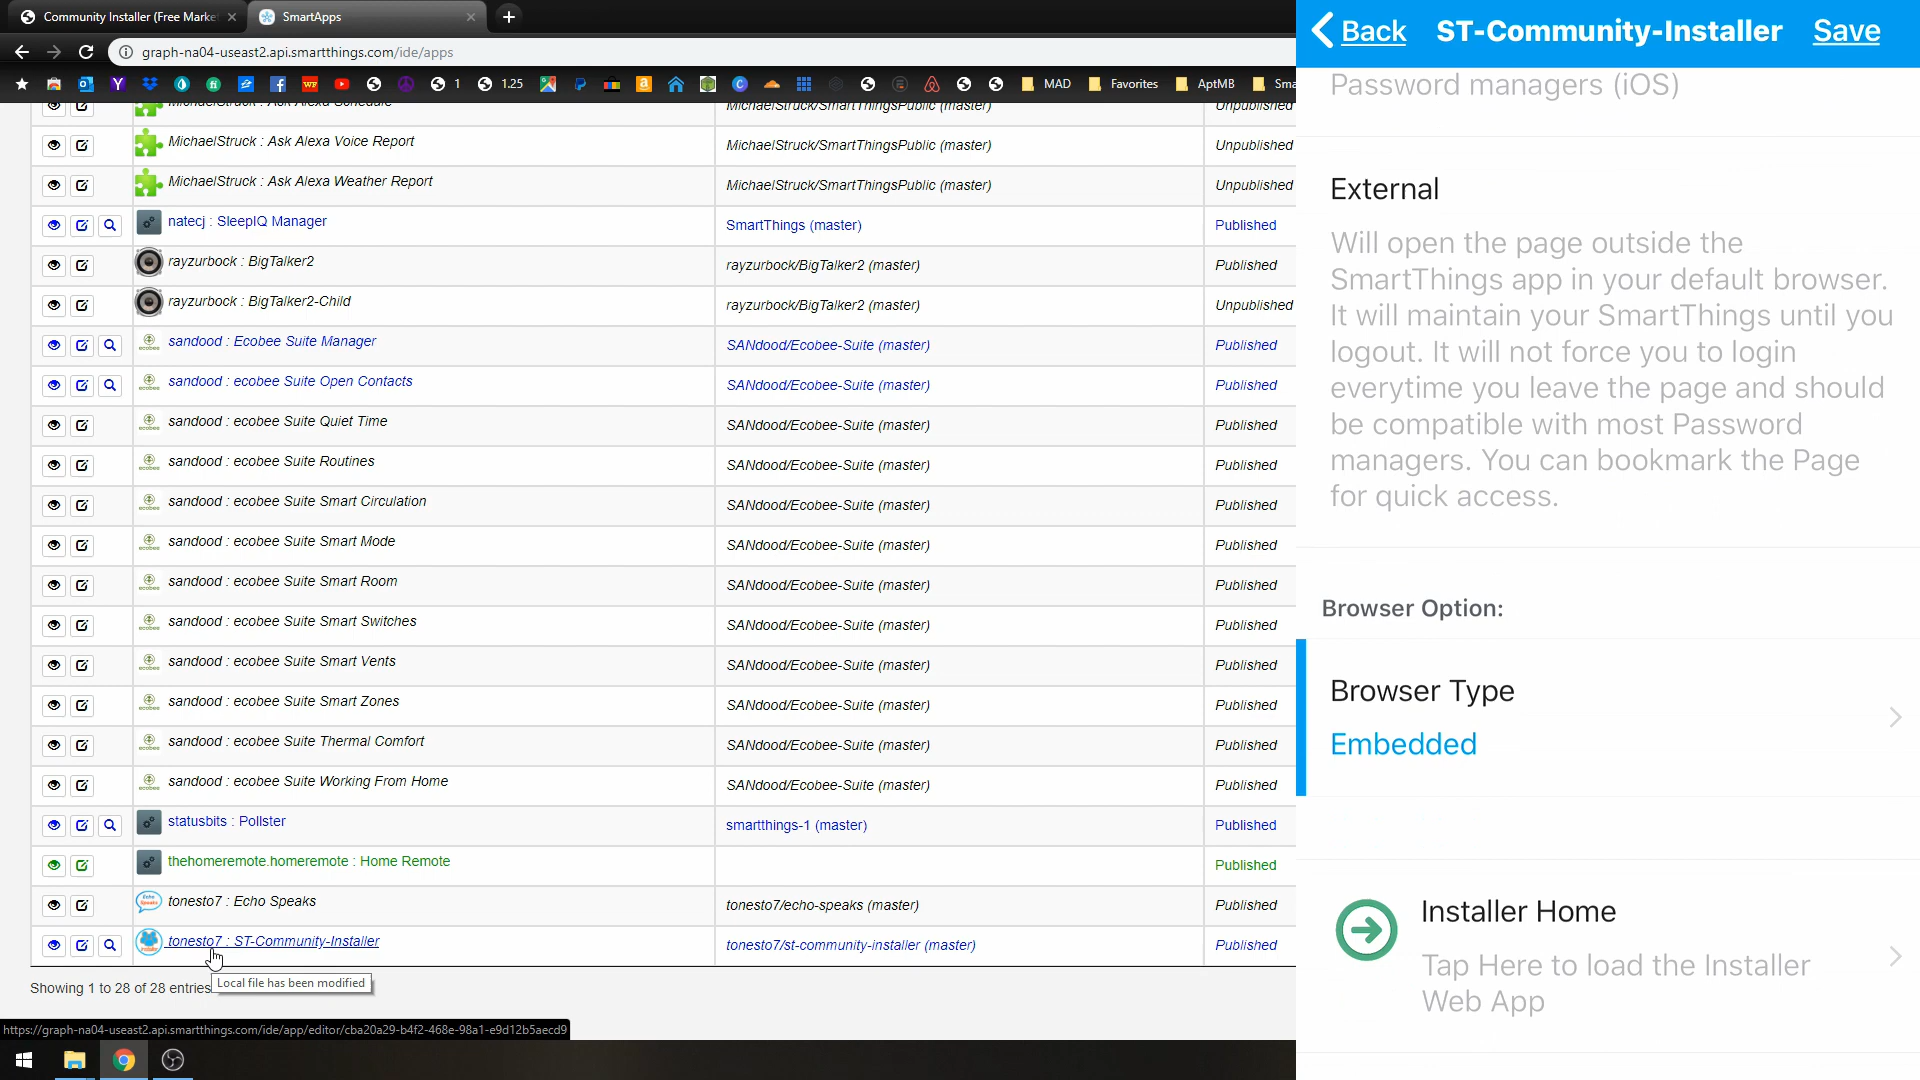 Community Installer (Free Marke
SmartApps
graph-na04-useast2.api.smartthings.com/ide/apps
1
1.25
MAD
Favorites
AptMB
Sma
MichaelStruck : Ask Alexa Schedule
MichaelStruck/SmartThingsPublic (master)
Unpublished
MichaelStruck : Ask Alexa Voice Report
MichaelStruck/SmartThingsPublic (master)
Unpublished
MichaelStruck : Ask Alexa Weather Report
MichaelStruck/SmartThingsPublic (master)
Unpublished
natecj : SleepIQ Manager
SmartThings (master)
Published
rayzurbock : BigTalker2
rayzurbock/BigTalker2 (master)
Published
rayzurbock : BigTalker2-Child
rayzurbock/BigTalker2 (master)
Unpublished
sandood : Ecobee Suite Manager
SANdood/Ecobee-Suite (master)
Published
sandood : ecobee Suite Open Contacts
SANdood/Ecobee-Suite (master)
Published
sandood : ecobee Suite Quiet Time
SANdood/Ecobee-Suite (master)
Published
sandood : ecobee Suite Routines
SANdood/Ecobee-Suite (master)
Published
sandood : ecobee Suite Smart Circulation
SANdood/Ecobee-Suite (master)
Published
sandood : ecobee Suite Smart Mode
SANdood/Ecobee-Suite (master)
Published
sandood : ecobee Suite Smart Room
SANdood/Ecobee-Suite (master)
Published
sandood : ecobee Suite Smart Switches
SANdood/Ecobee-Suite (master)
Published
sandood : ecobee Suite Smart Vents
SANdood/Ecobee-Suite (master)
Published
sandood : ecobee Suite Smart Zones
SANdood/Ecobee-Suite (master)
Published
sandood : ecobee Suite Thermal Comfort
SANdood/Ecobee-Suite (master)
Published
sandood : ecobee Suite Working From Home
SANdood/Ecobee-Suite (master)
Published
statusbits : Pollster
smartthings-1 (master)
Published
thehomeremote.homeremote : Home Remote
Published
tonesto7 : Echo Speaks
tonesto7/echo-speaks (master)
Published
tonesto7 : ST-Community-Installer
tonesto7/st-community-installer (master)
Published
Showing 1 to 28 of 28 entries
Local file has been modified
https://graph-na04-useast2.api.smartthings.com/ide/app/editor/cba20a29-b4f2-468e-98a1-e9d12b5aecd9
Back
ST-Community-Installer
Save
Password managers (iOS)
External
Will open the page outside the
SmartThings app in your default browser.
It will maintain your SmartThings until you
logout. It will not force you to login
everytime you leave the page and should
be compatible with most Password
managers. You can bookmark the Page
for quick access.
Browser Option:
Browser Type
Embedded
Installer Home
Tap Here to load the Installer
Web App